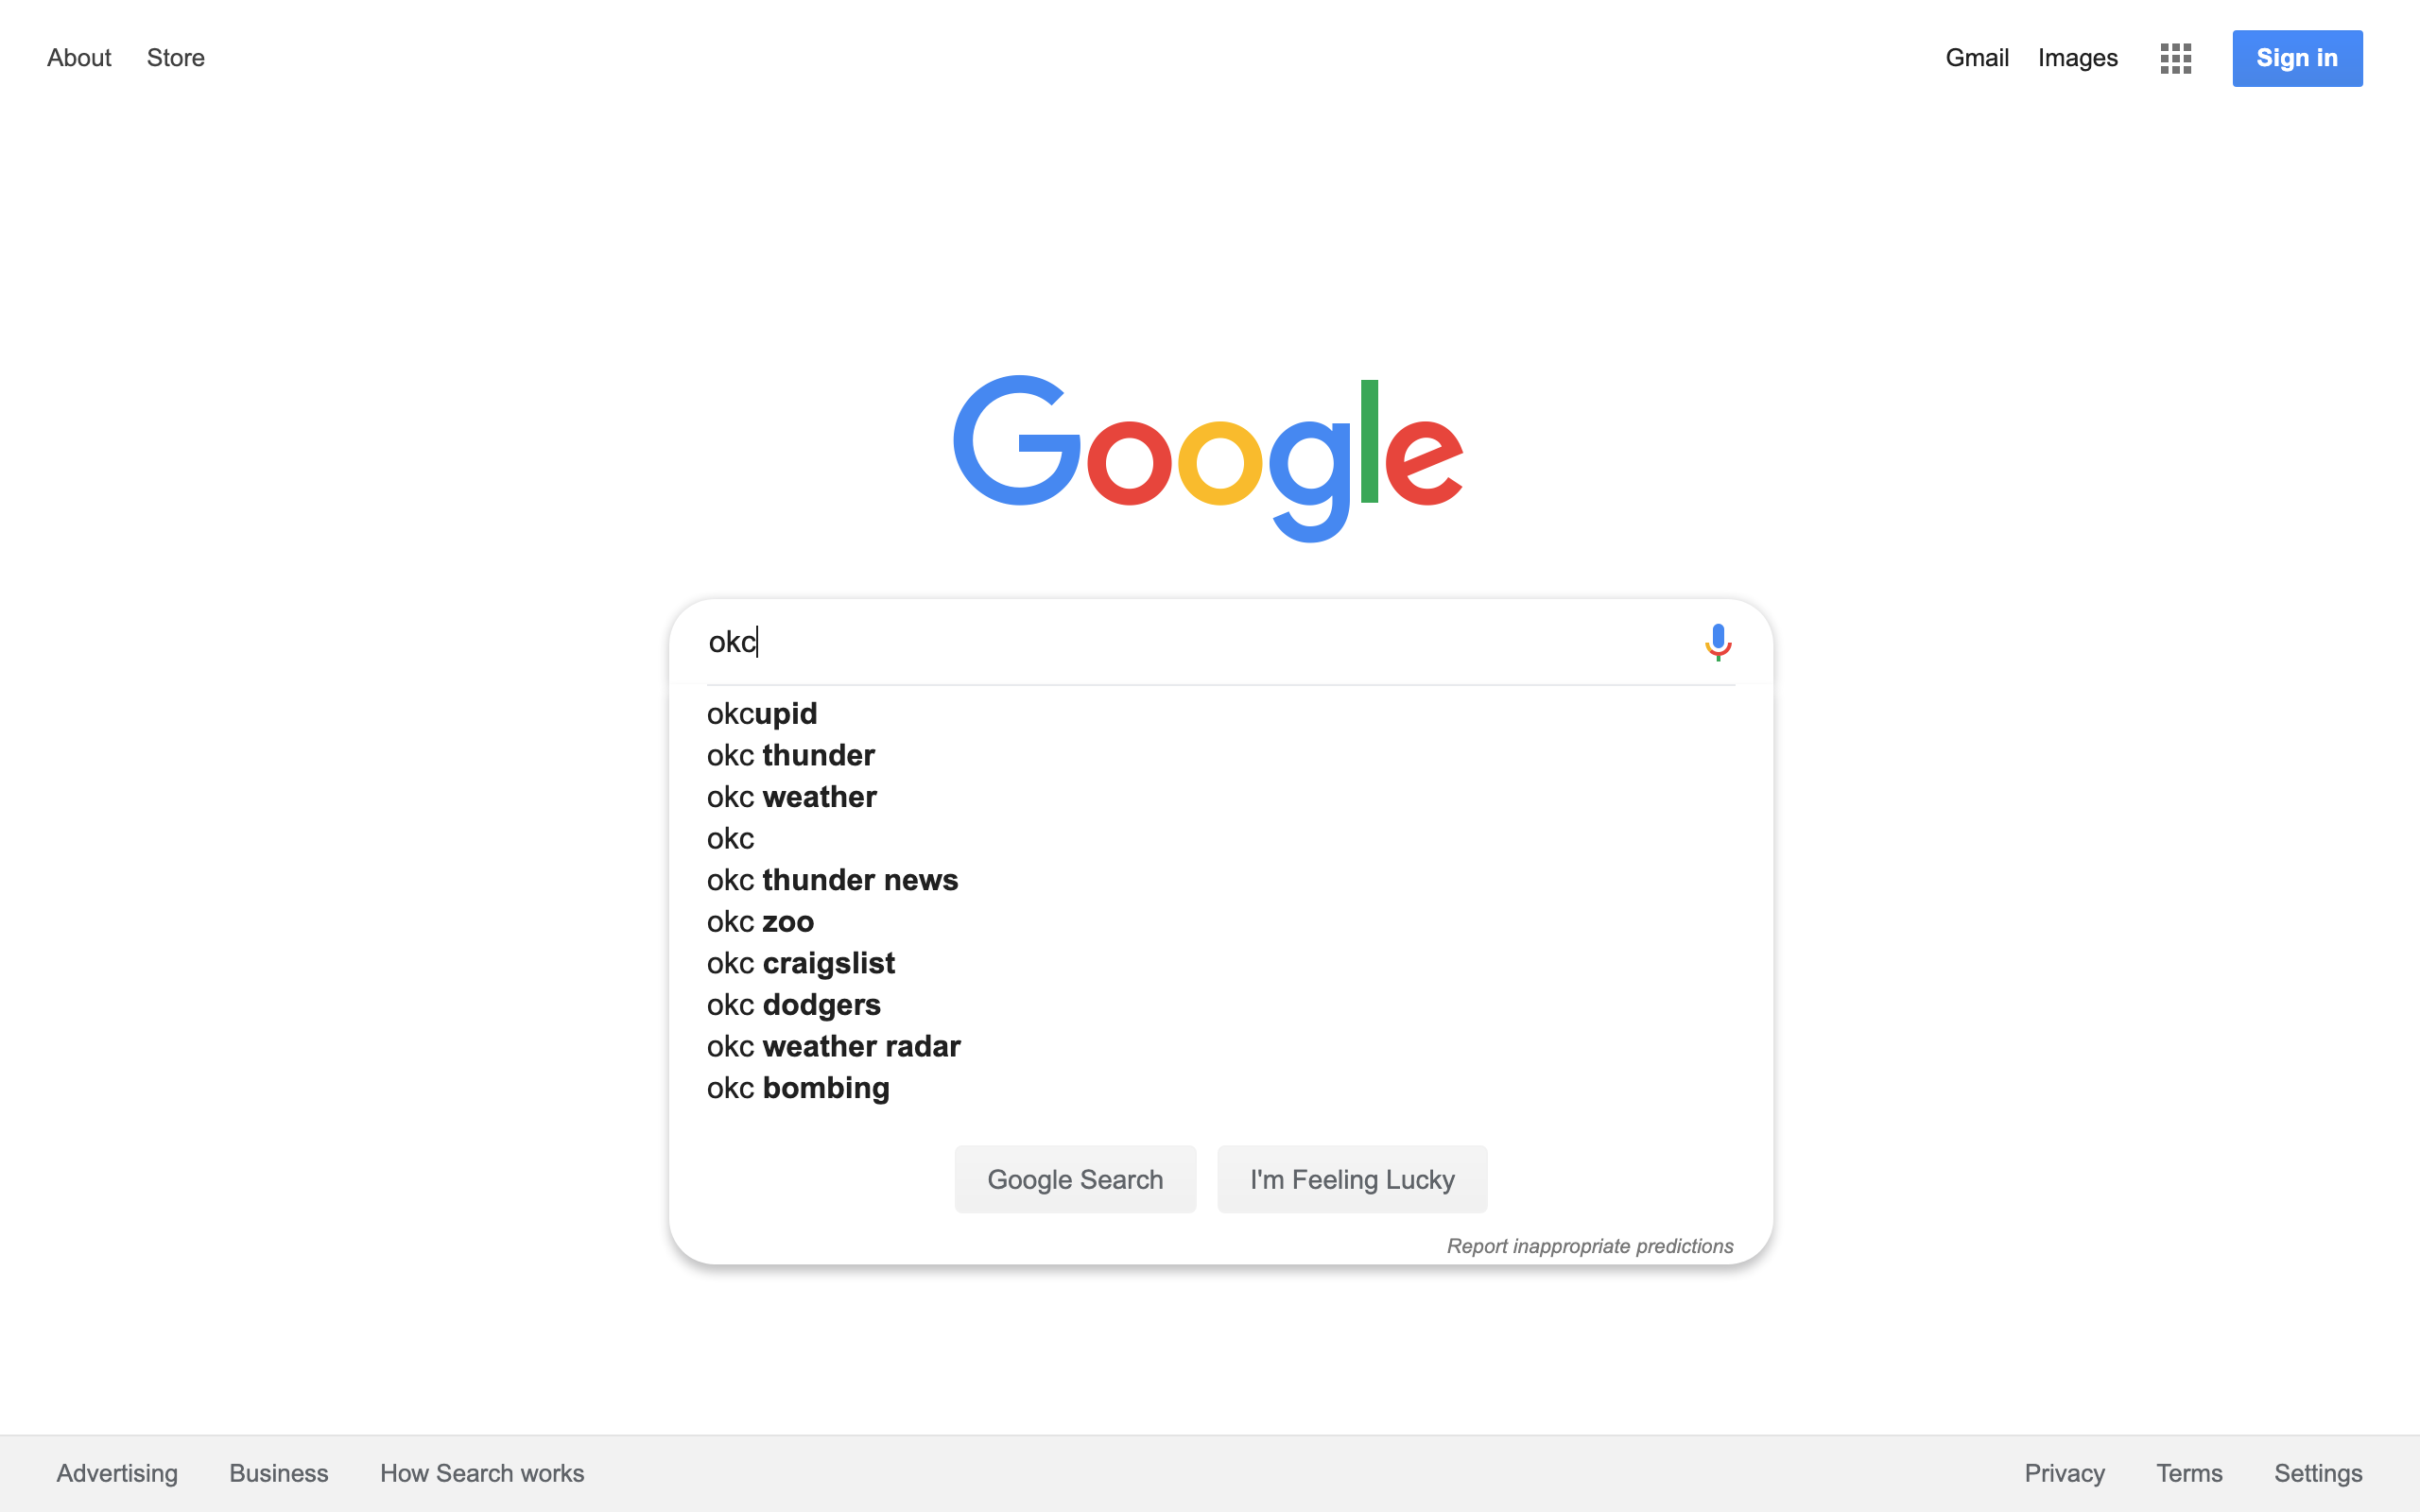 About Store
Gmail Images Sign in
Google
okc
okcupid
okc thunder
okc weather
okc
okc thunder news
okc zoo
okc craigslist
okc dodgers
okc weather radar
okc bombing
Google Search I'm Feeling Lucky
Report inappropriate predictions
Advertising Business How Search works
Privacy Terms Settings